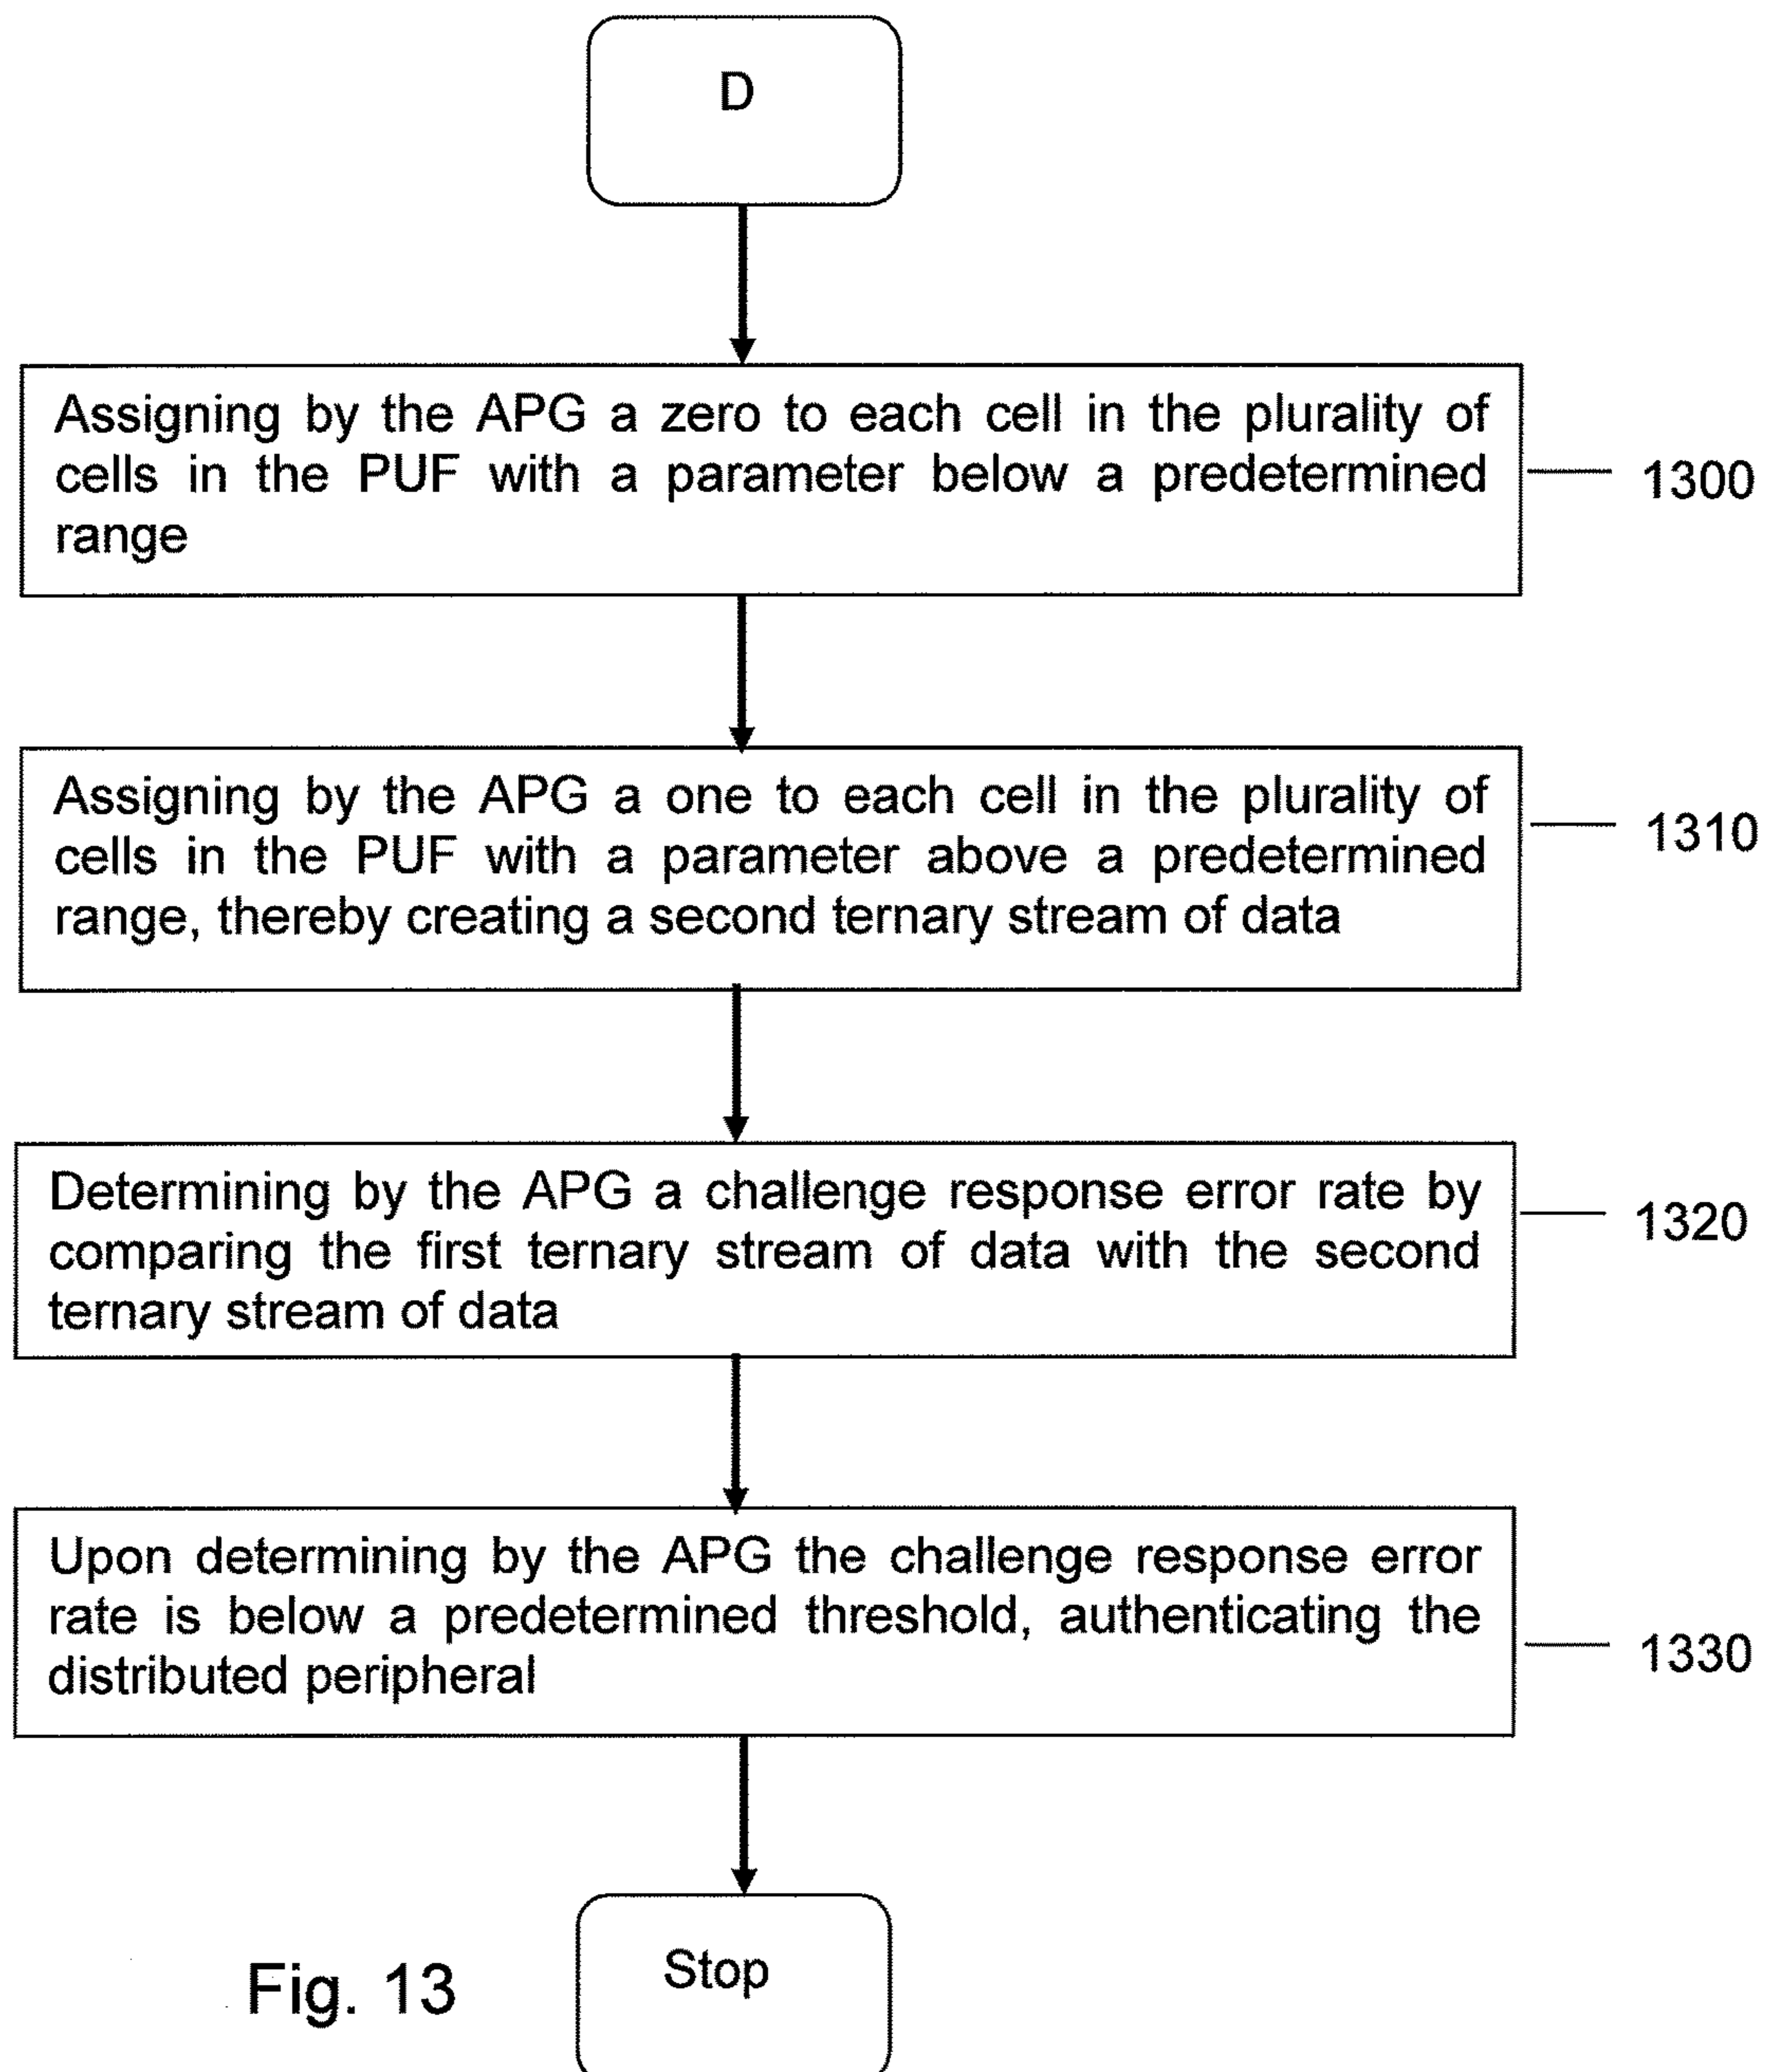 D
Assigning by the APG a zero to each cell in the plurality of
cells in the PUF with a parameter below a predetermined
range
1300
Assigning by the APG a one to each cell in the plurality of
cells in the PUF with a parameter above a predetermined
range, thereby creating a second ternary stream of data
1310
Determining by the APG a challenge response error rate by
comparing the first ternary stream of data with the second
ternary stream of data
1320
Upon determining by the APG the challenge response error
rate is below a predetermined threshold, authenticating the
distributed peripheral
1330
Stop
Fig. 13